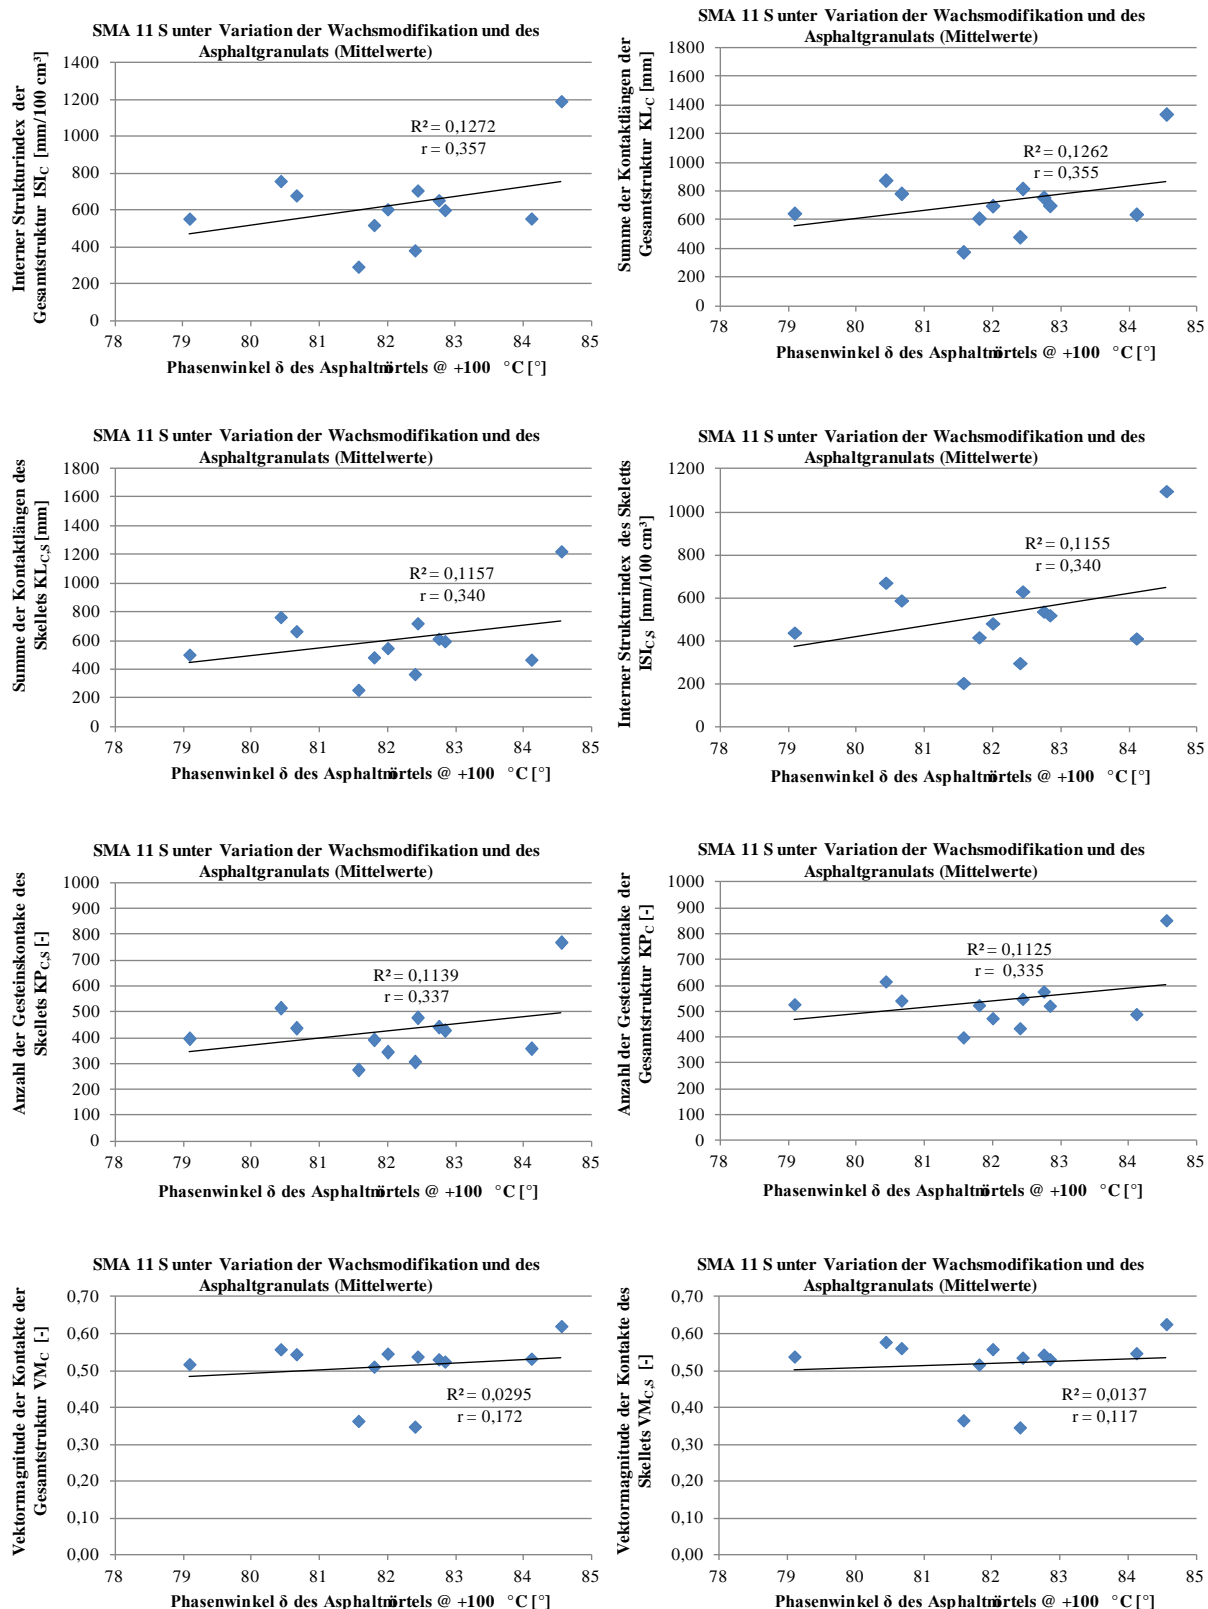 SMA 11 S unter Variation der Wachsmodifikation und des
Asphaltgranulats (Mittelwerte)
Interner Strukturindex der
Gesamtstruktur ISIC [mm/100 cm³]
1400
1200
1000
800
600
400
200
0
R² = 0,1272
r = 0,357
78 79 80 81 82 83 84 85
Phasenwinkel δ des Asphaltmörtels @ +100 °C [°]
SMA 11 S unter Variation der Wachsmodifikation und des
Asphaltgranulats (Mittelwerte)
Summe der Kontaktlängen der
Gesamtstruktur KLC [mm]
1800
1600
1400
1200
1000
800
600
400
200
0
R² = 0,1262
r = 0,355
78 79 80 81 82 83 84 85
Phasenwinkel δ des Asphaltmörtels @ +100 °C [°]
SMA 11 S unter Variation der Wachsmodifikation und des
Asphaltgranulats (Mittelwerte)
Summe der Kontaktlängen des
Skellets KLC,S [mm]
1800
1600
1400
1200
1000
800
600
400
200
0
R² = 0,1157
r = 0,340
78 79 80 81 82 83 84 85
Phasenwinkel δ des Asphaltmörtels @ +100 °C [°]
SMA 11 S unter Variation der Wachsmodifikation und des
Asphaltgranulats (Mittelwerte)
Interner Strukturindex des Skeletts
ISIC,S [mm/100 cm³]
1200
1000
800
600
400
200
0
R² = 0,1155
r = 0,340
78 79 80 81 82 83 84 85
Phasenwinkel δ des Asphaltmörtels @ +100 °C [°]
SMA 11 S unter Variation der Wachsmodifikation und des
Asphaltgranulats (Mittelwerte)
Anzahl der Gesteinskontake des
Skellets KPC,S [-]
1000
900
800
700
600
500
400
300
200
100
0
R² = 0,1139
r = 0,337
78 79 80 81 82 83 84 85
Phasenwinkel δ des Asphaltmörtels @ +100 °C [°]
SMA 11 S unter Variation der Wachsmodifikation und des
Asphaltgranulats (Mittelwerte)
Anzahl der Gesteinskontake der
Gesamtstruktur KPC [-]
1000
900
800
700
600
500
400
300
200
100
0
R² = 0,1125
r = 0,335
78 79 80 81 82 83 84 85
Phasenwinkel δ des Asphaltmörtels @ +100 °C [°]
SMA 11 S unter Variation der Wachsmodifikation und des
Asphaltgranulats (Mittelwerte)
Vektormagnitude der Kontakte der
Gesamtstruktur VMC [-]
0,70
0,60
0,50
0,40
0,30
0,20
0,10
0,00
R² = 0,0295
r = 0,172
78 79 80 81 82 83 84 85
Phasenwinkel δ des Asphaltmörtels @ +100 °C [°]
SMA 11 S unter Variation der Wachsmodifikation und des
Asphaltgranulats (Mittelwerte)
Vektormagnitude der Kontakte des
Skellets VMC,S [-]
0,70
0,60
0,50
0,40
0,30
0,20
0,10
0,00
R² = 0,0137
r = 0,117
78 79 80 81 82 83 84 85
Phasenwinkel δ des Asphaltmörtels @ +100 °C [°]